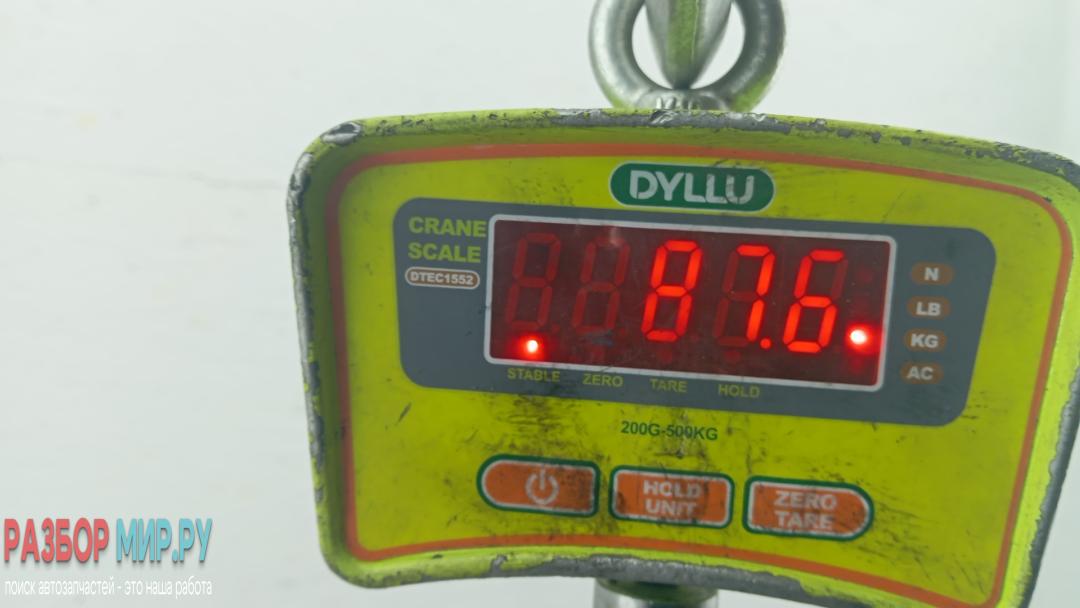 DYLLU
CRANE
SCALE
DTEC1552
87.6
N
LB
KG
AC
STABLE ZERO TARE HOLD
200G-500KG
HOLD
UNIT
ZERO
TARE
РАЗБОР МИР.РУ
поиск автозапчастей - это наша работа